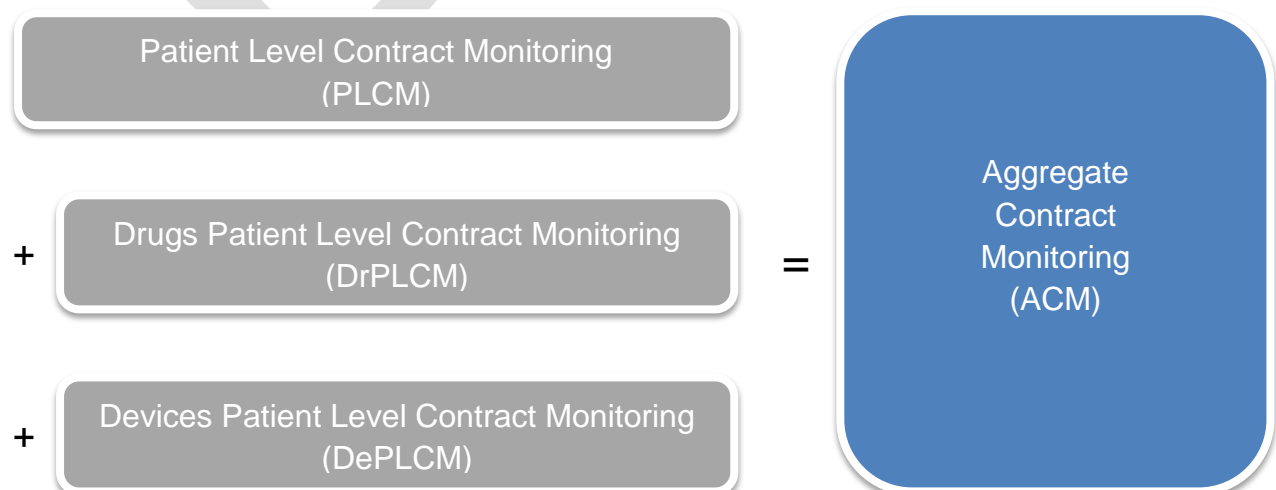 Patient Level Contract Monitoring
(PLCM)
+
Drugs Patient Level Contract Monitoring
(DrPLCM)
+
Devices Patient Level Contract Monitoring
(DePLCM)
=
Aggregate
Contract
Monitoring
(ACM)